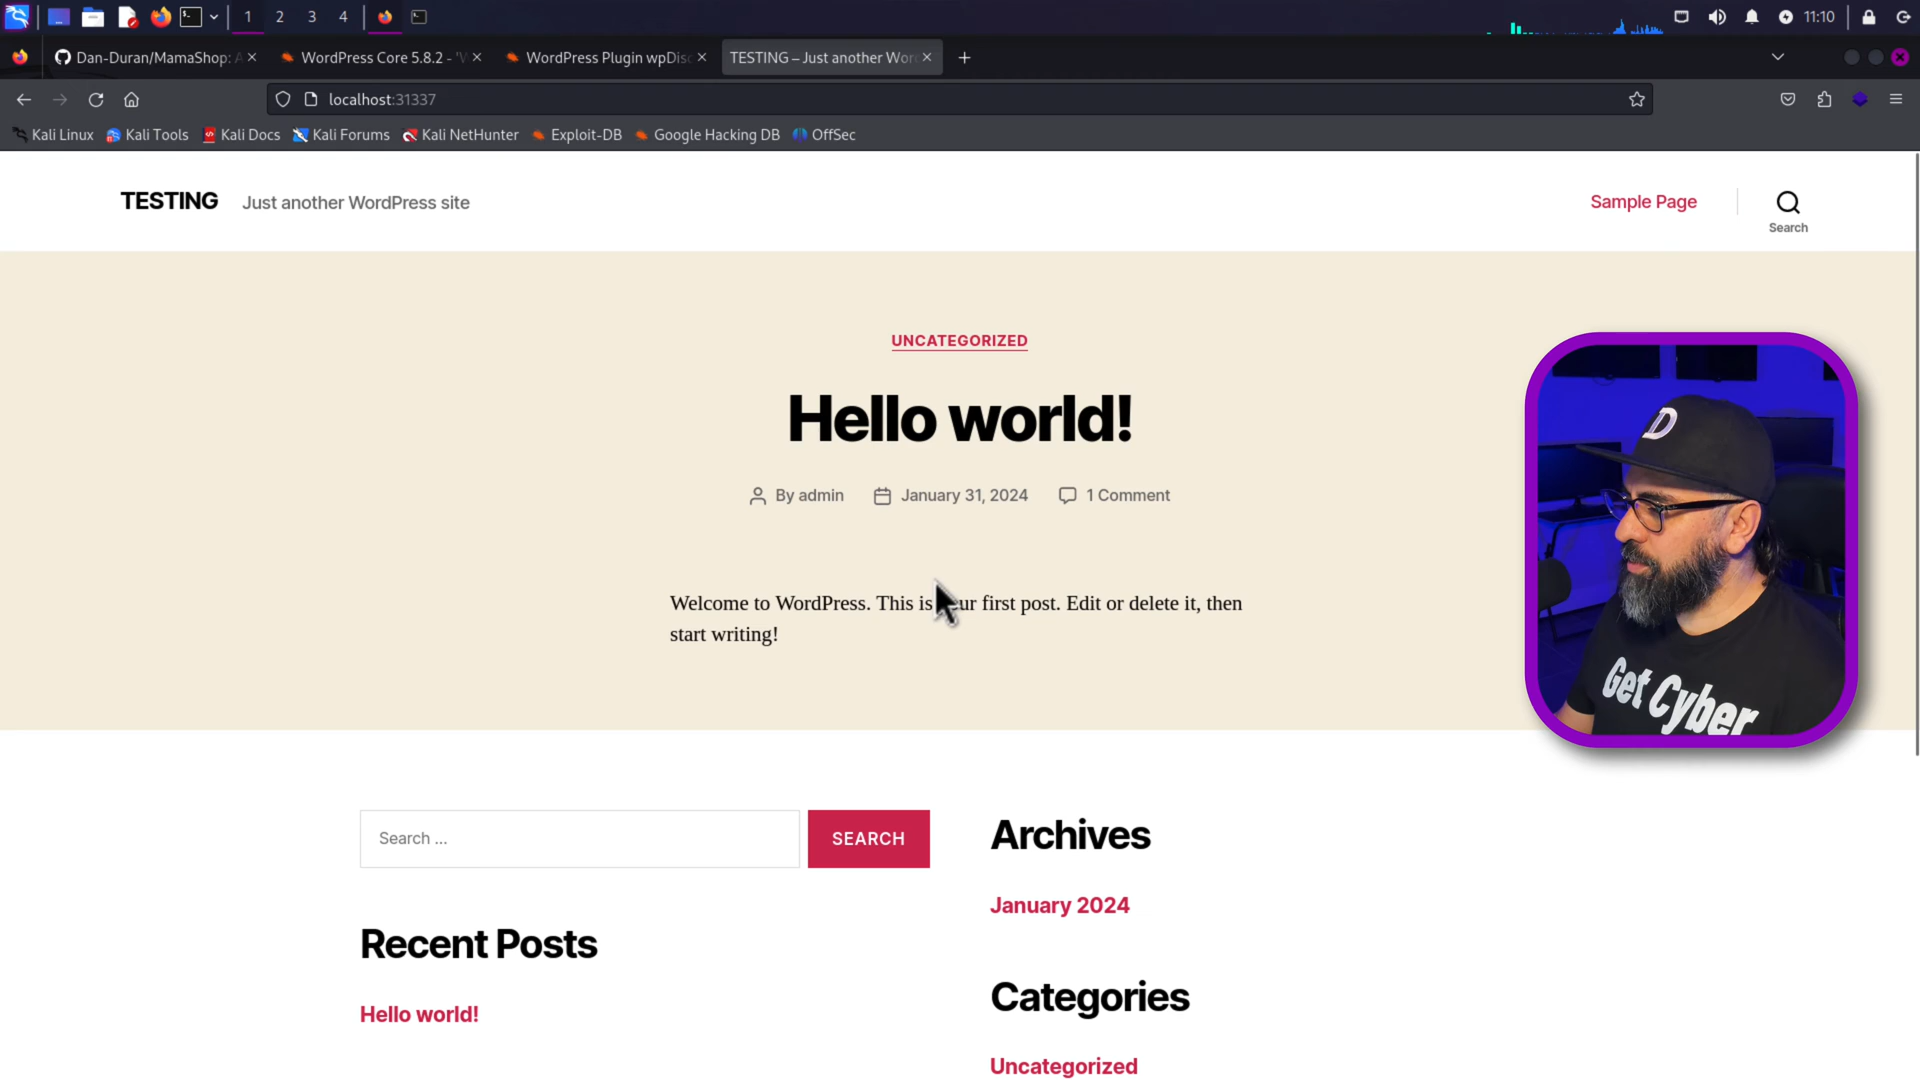 1 2 3 4 11:10
Dan-Duran/MamaShop: A WordPress Core 5.8.2 - 'W WordPress Plugin wpDisc TESTING – Just another Wor
localhost:31337
Kali Linux Kali Tools Kali Docs Kali Forums Kali NetHunter Exploit-DB Google Hacking DB OffSec
TESTING Just another WordPress site Sample Page
Search
UNCATEGORIZED
Hello world!
By admin January 31, 2024 1 Comment
Welcome to WordPress. This is ur first post. Edit or delete it, then
start writing!
D
Get Cyber
Search … SEARCH
Archives
January 2024
Recent Posts
Hello world!
Categories
Uncategorized